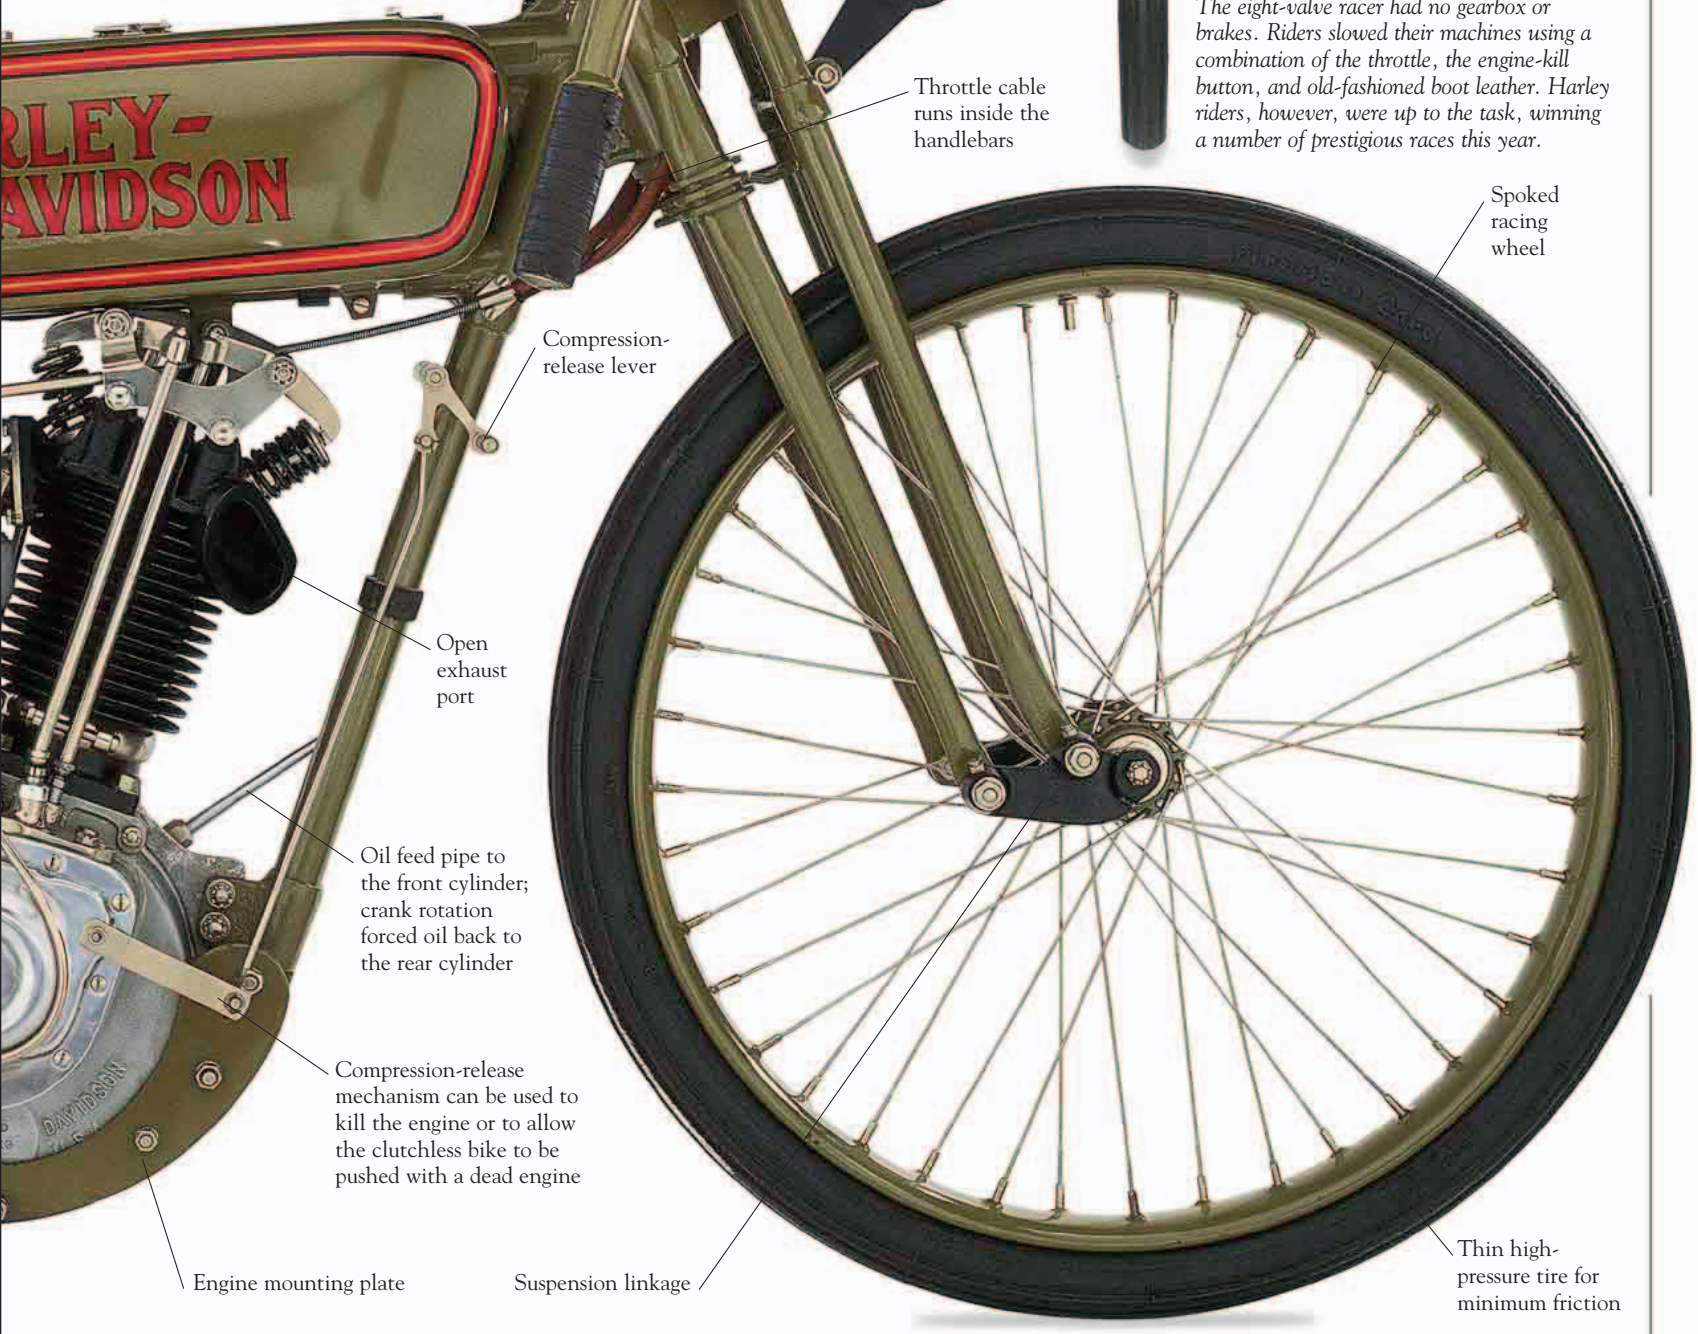 The eight-valve racer had no gearbox or
brakes. Riders slowed their machines using a
combination of the throttle, the engine-kill
button, and old-fashioned boot leather. Harley
riders, however, were up to the task, winning
a number of prestigious races this year.
Throttle cable
runs inside the
handlebars
RLEY-
AVIDSON
Spoked
racing
wheel
Compression-
release lever
Open
exhaust
port
Oil feed pipe to
the front cylinder;
crank rotation
forced oil back to
the rear cylinder
Compression-release
mechanism can be used to
kill the engine or to allow
the clutchless bike to be
pushed with a dead engine
DAVIDSON
Engine mounting plate
Suspension linkage
Thin high-
pressure tire for
minimum friction